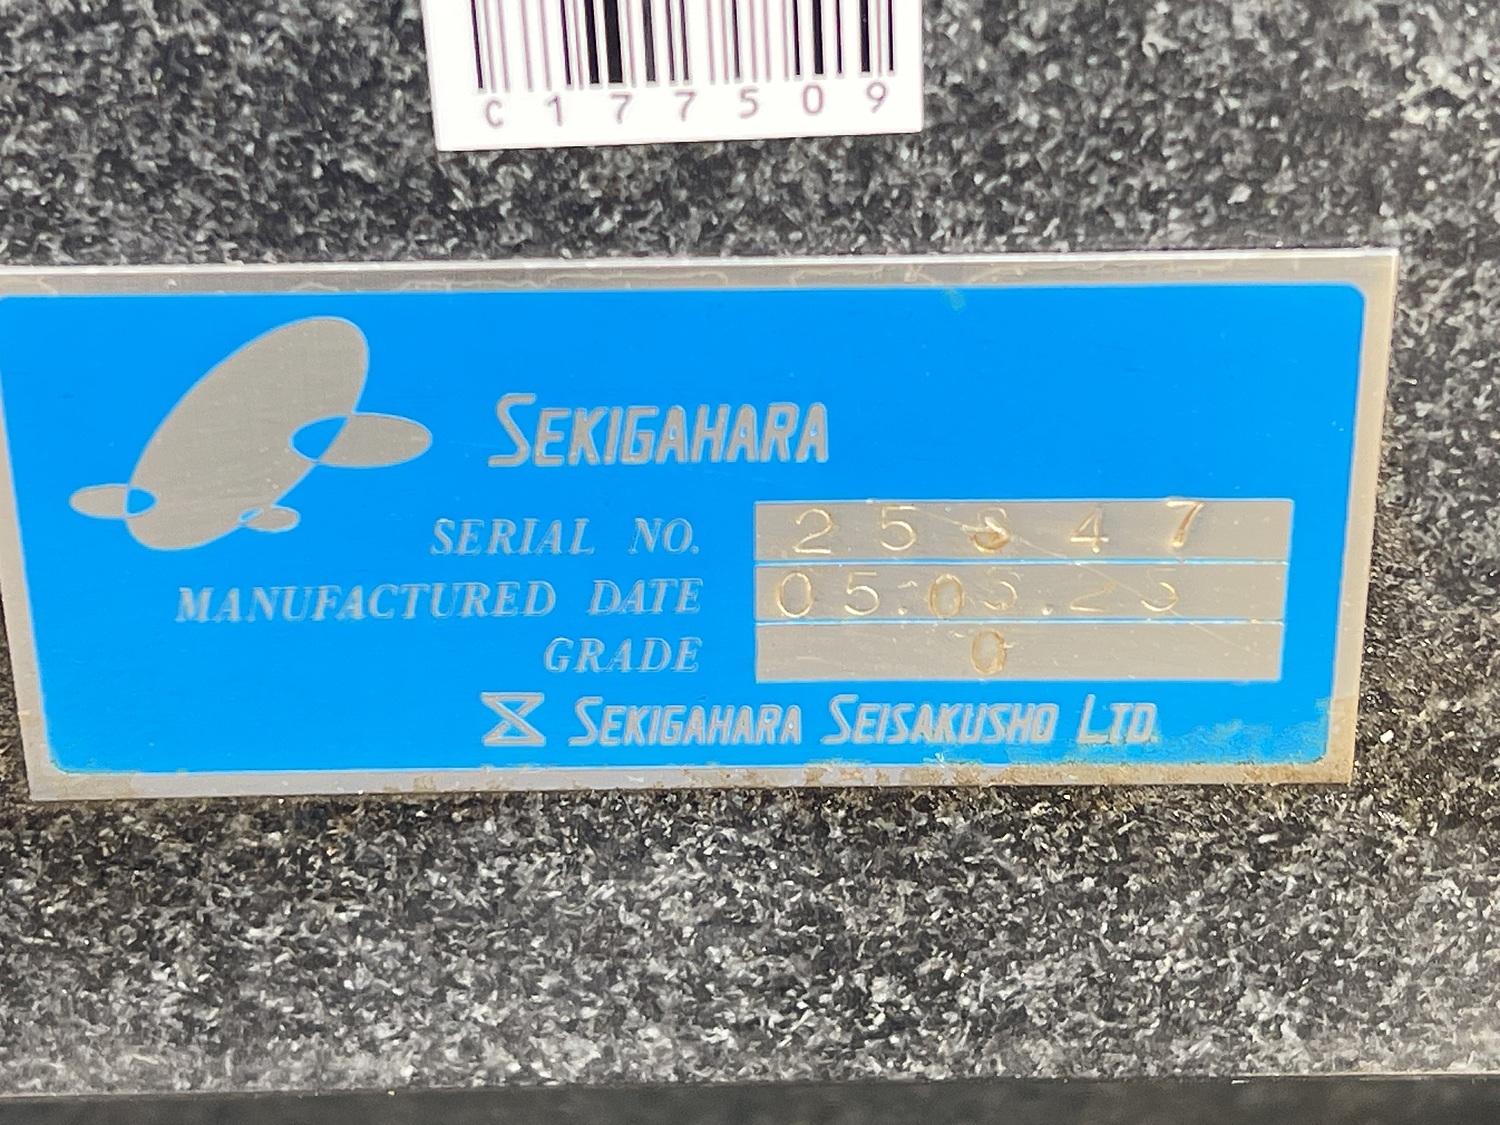 C177509
SEKIGAHARA
SERIAL NO.
MANUFACTURED DATE
GRADE 0
SEKIGAHARA SEISAKUSHO LTD.